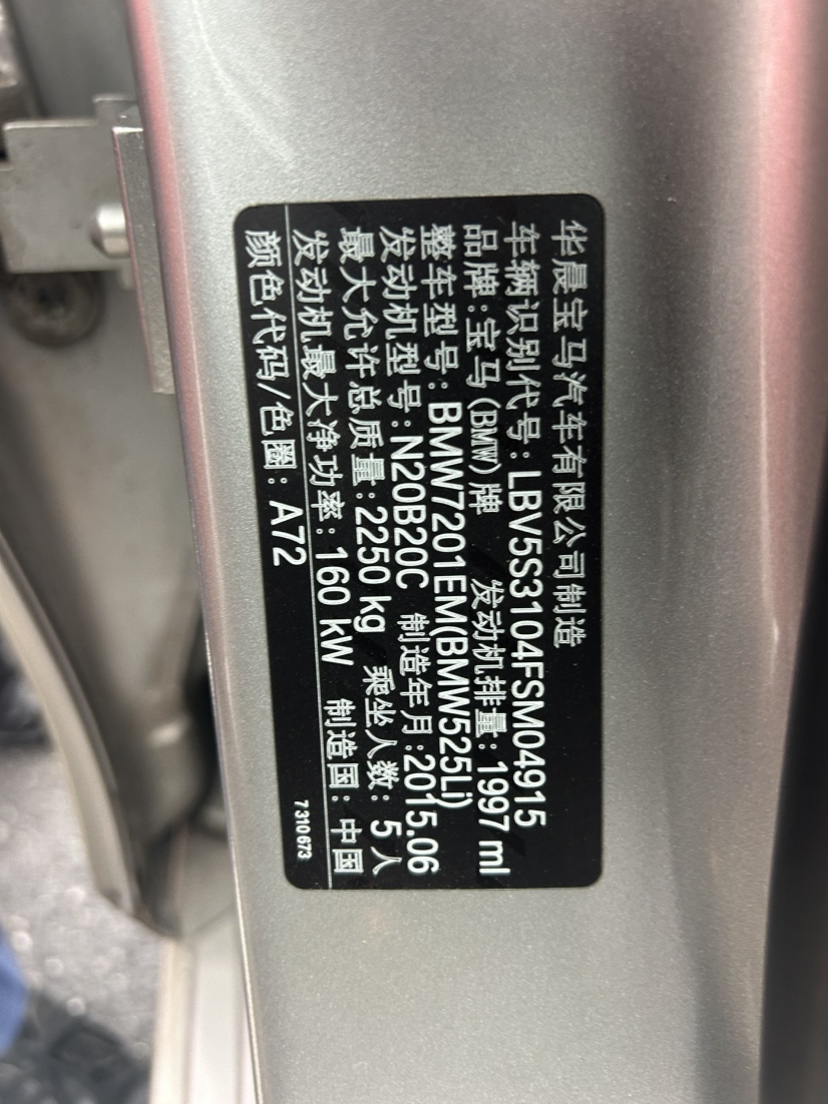 华晨宝马汽车有限公司制造
车辆识别代号:LBV5S3104FSM04915
品牌:宝马(BMW)牌 发动机排量:1997 ml
整车型号:BMW7201EM(BMW525Li)
发动机型号:N20B20C 制造年月:2015.06
最大允许总质量:2250 kg 乘坐人数:5人
发动机最大净功率:160 kW 制造国:中国
颜色代码/色圈:A72
7 310 673